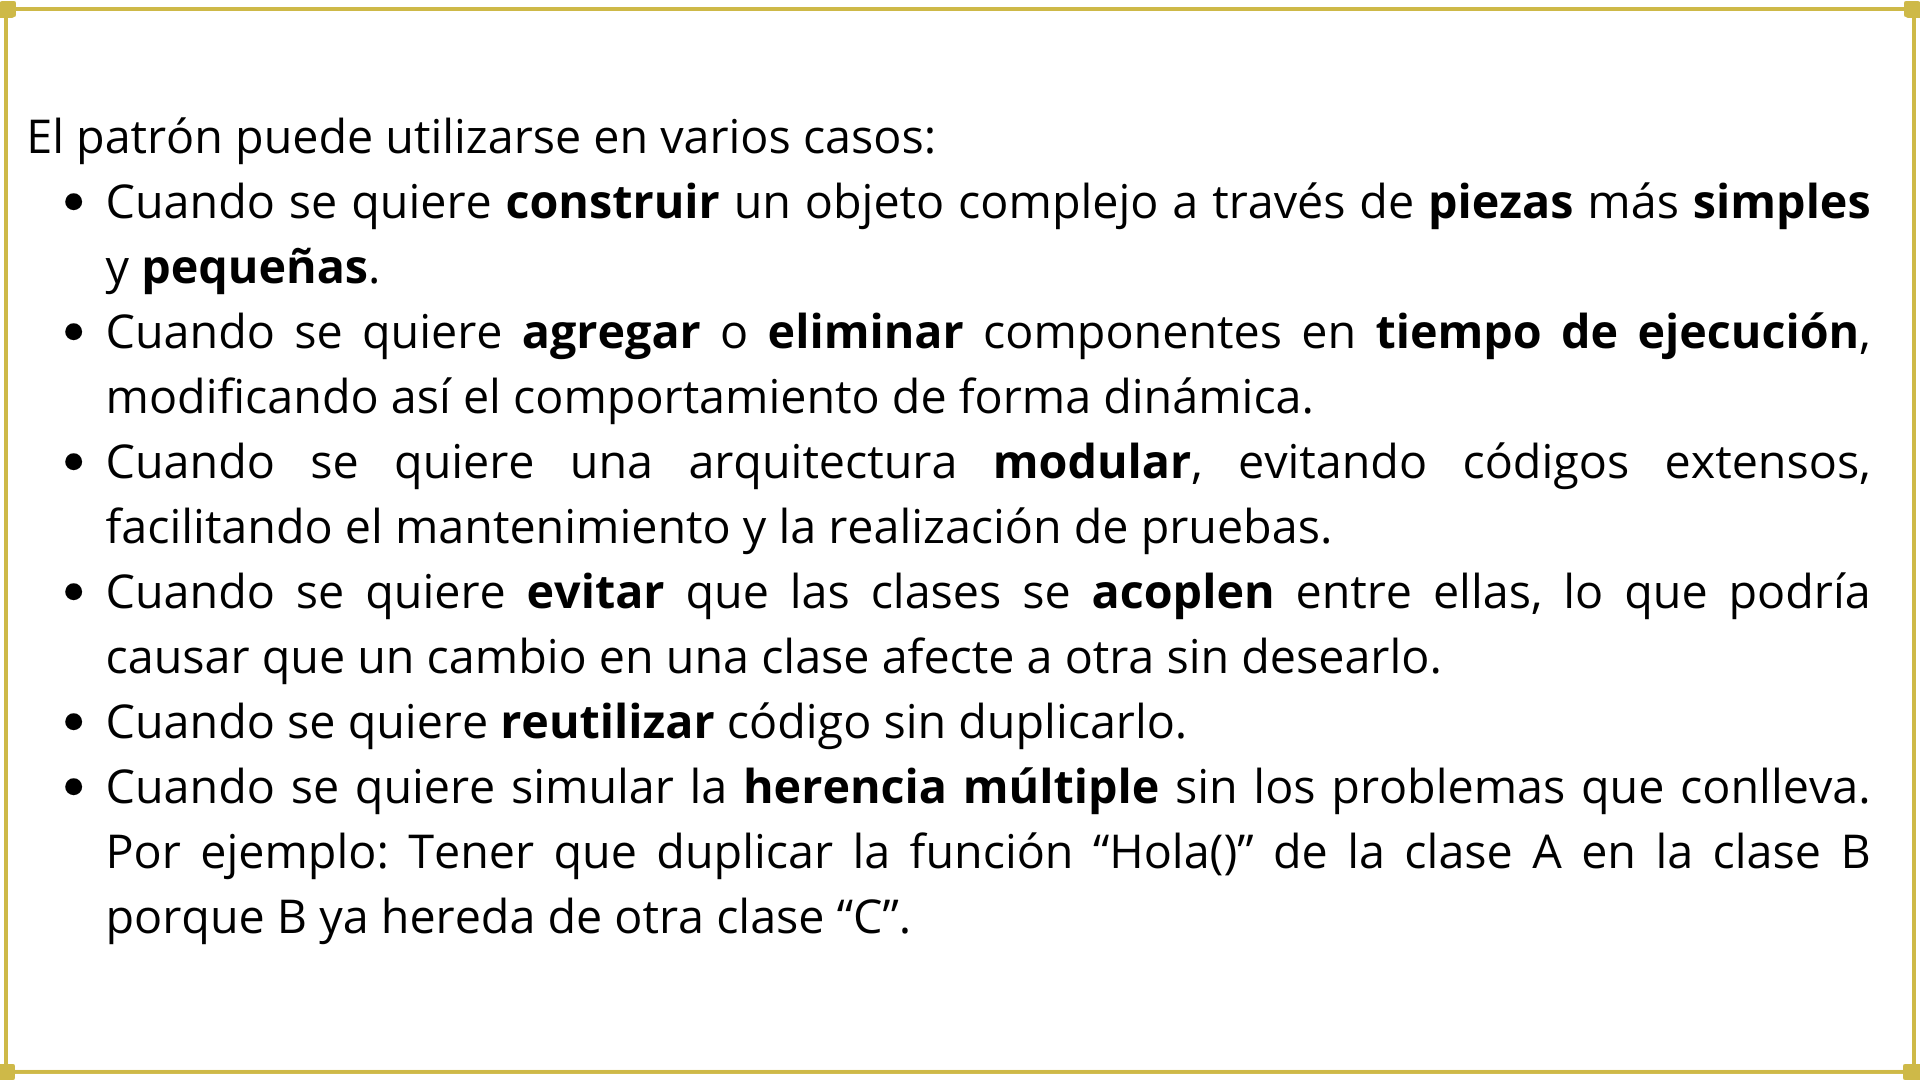 El patrón puede utilizarse en varios casos:
• Cuando se quiere construir un objeto complejo a través de piezas más simples
y pequeñas.
• Cuando se quiere agregar o eliminar componentes en tiempo de ejecución,
modificando así el comportamiento de forma dinámica.
• Cuando se quiere una arquitectura modular, evitando códigos extensos,
facilitando el mantenimiento y la realización de pruebas.
• Cuando se quiere evitar que las clases se acoplen entre ellas, lo que podría
causar que un cambio en una clase afecte a otra sin desearlo.
• Cuando se quiere reutilizar código sin duplicarlo.
• Cuando se quiere simular la herencia múltiple sin los problemas que conlleva.
Por ejemplo: Tener que duplicar la función “Hola()” de la clase A en la clase B
porque B ya hereda de otra clase “C”.